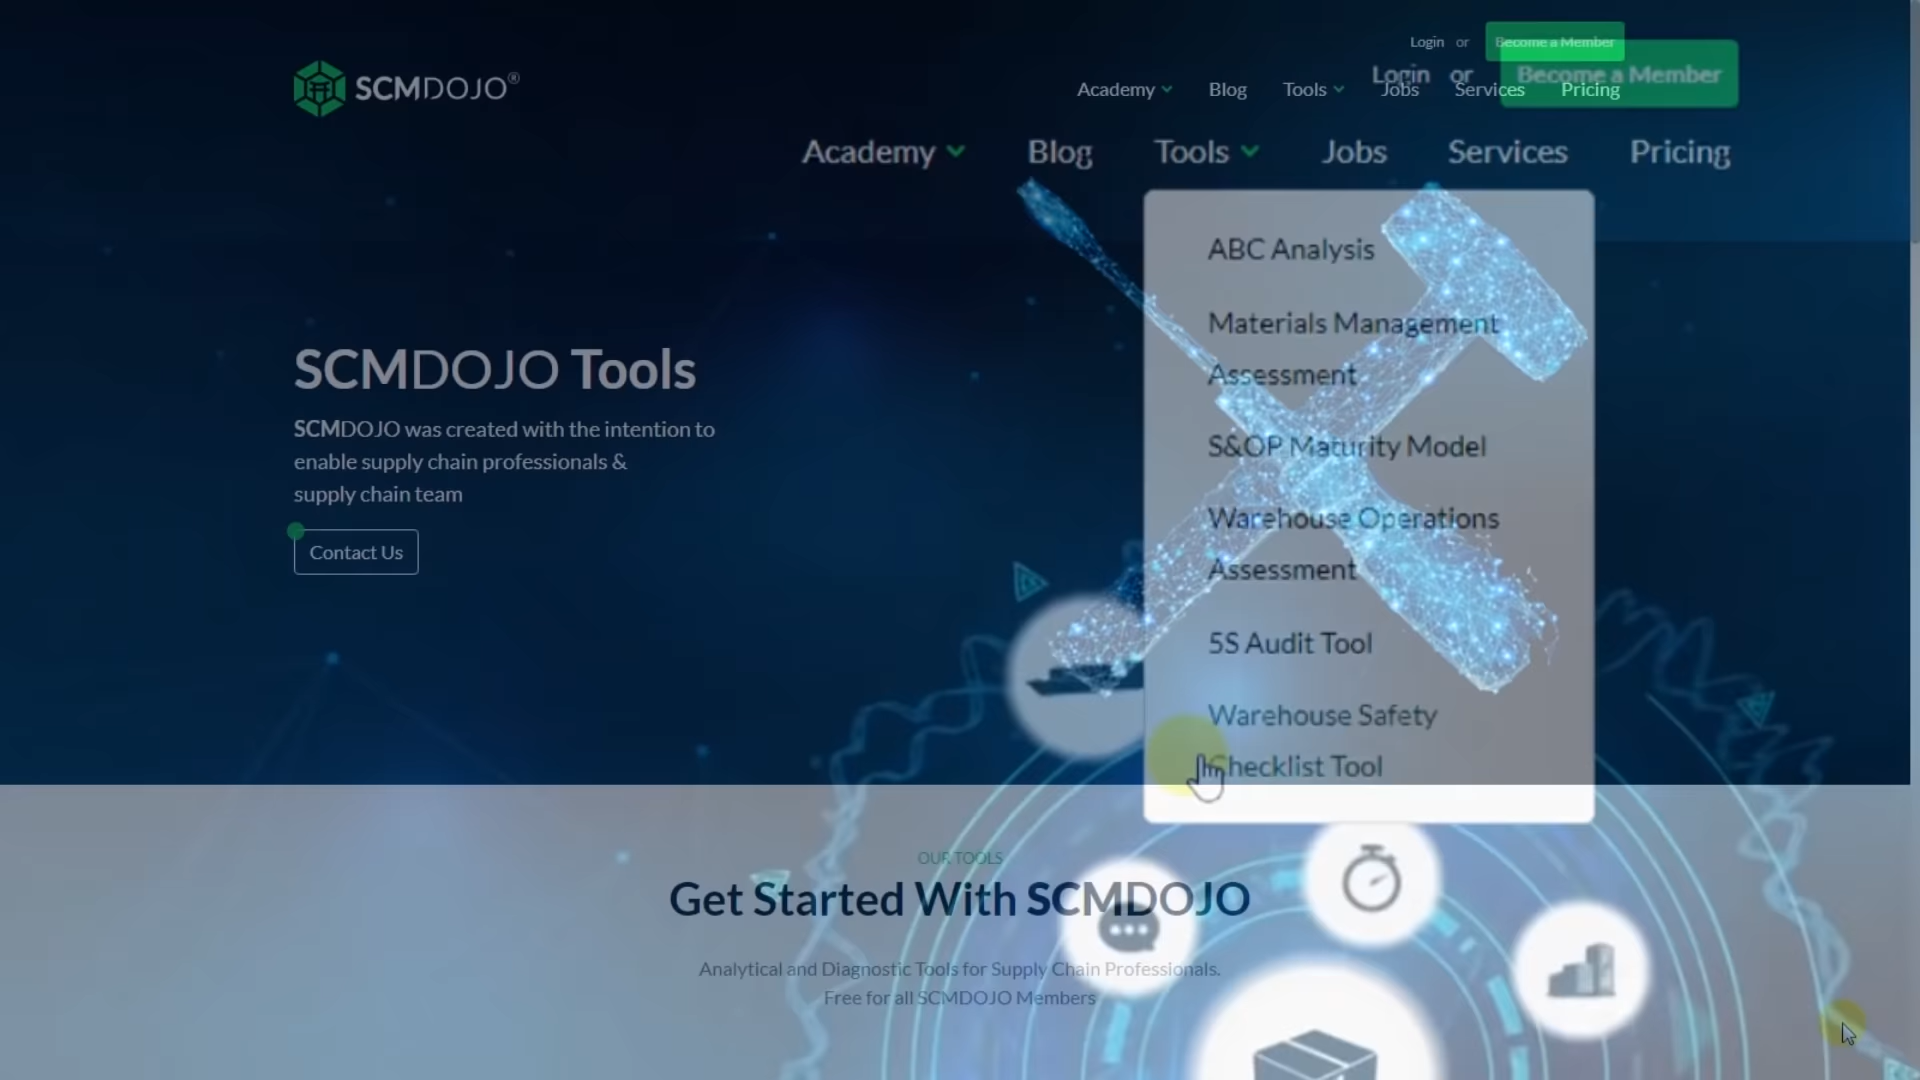 Login or Become a Member
SCMDOJO®
Academy Blog Tools Jobs Services Pricing
Login or Become a Member
Academy Blog Tools Jobs Services Pricing
ABC Analysis
Materials Management
Assessment
S&OP Maturity Model
Warehouse Operations
Assessment
5S Audit Tool
Warehouse Safety
Checklist Tool
SCMDOJO Tools
SCMDOJO was created with the intention to
enable supply chain professionals &
supply chain team
Contact Us
OUR TOOLS
Get Started With SCMDOJO
Analytical and Diagnostic Tools for Supply Chain Professionals.
Free for all SCMDOJO Members